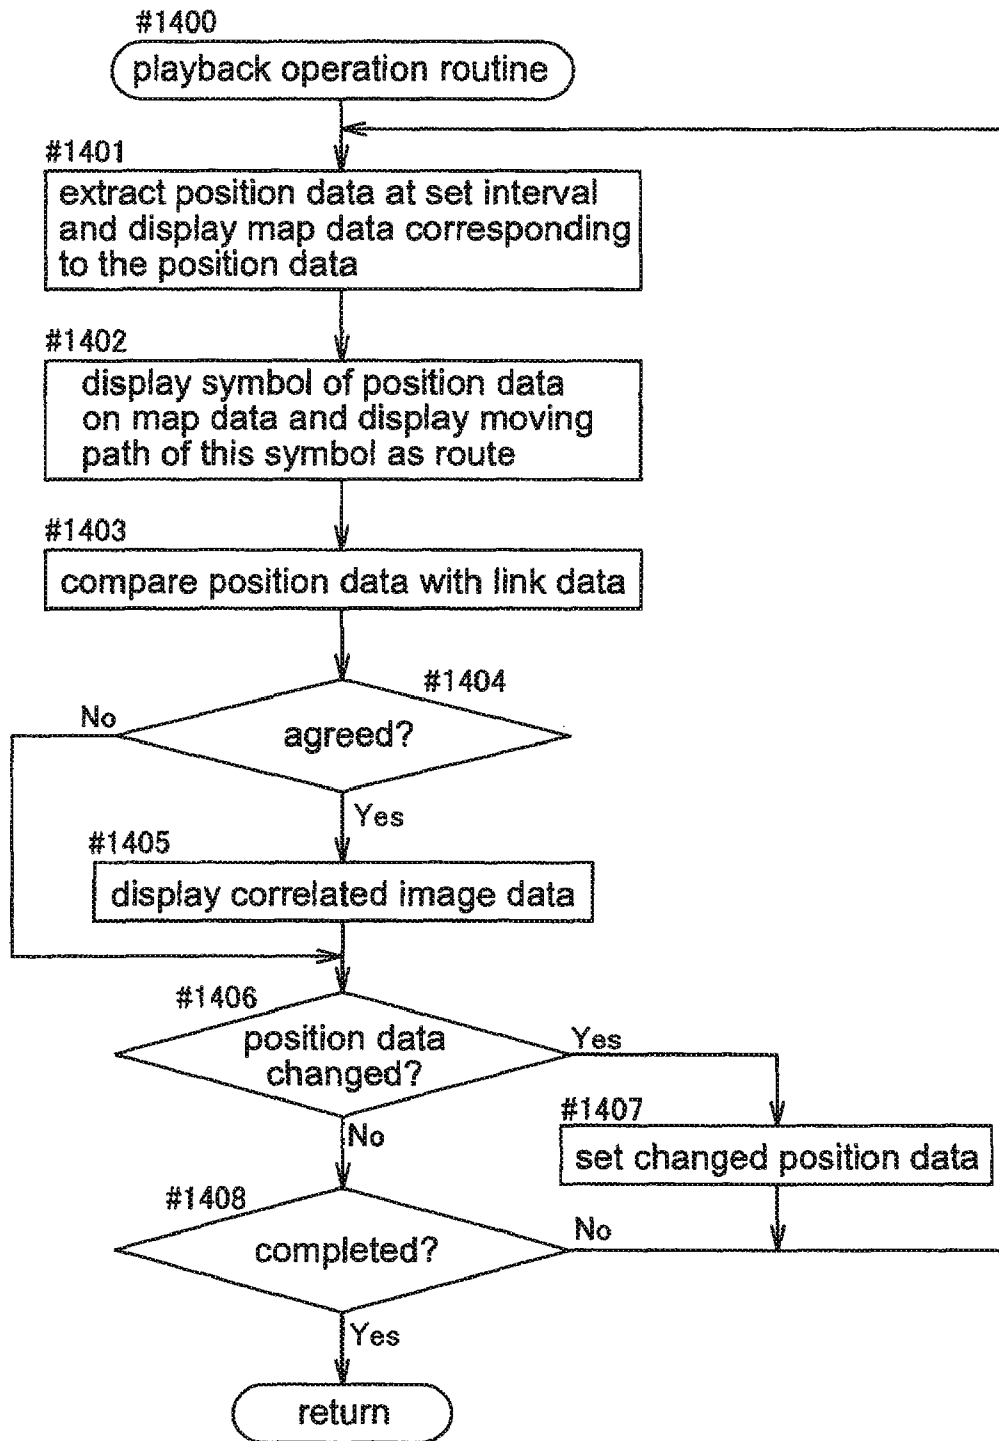 #1400
playback operation routine
#1401
extract position data at set interval
and display map data corresponding
to the position data
#1402
display symbol of position data
on map data and display moving
path of this symbol as route
#1403
compare position data with link data
#1404
No
agreed?
Yes
#1405
display correlated image data
#1406
position data
changed?
Yes
No
#1407
set changed position data
#1408
completed?
No
Yes
return